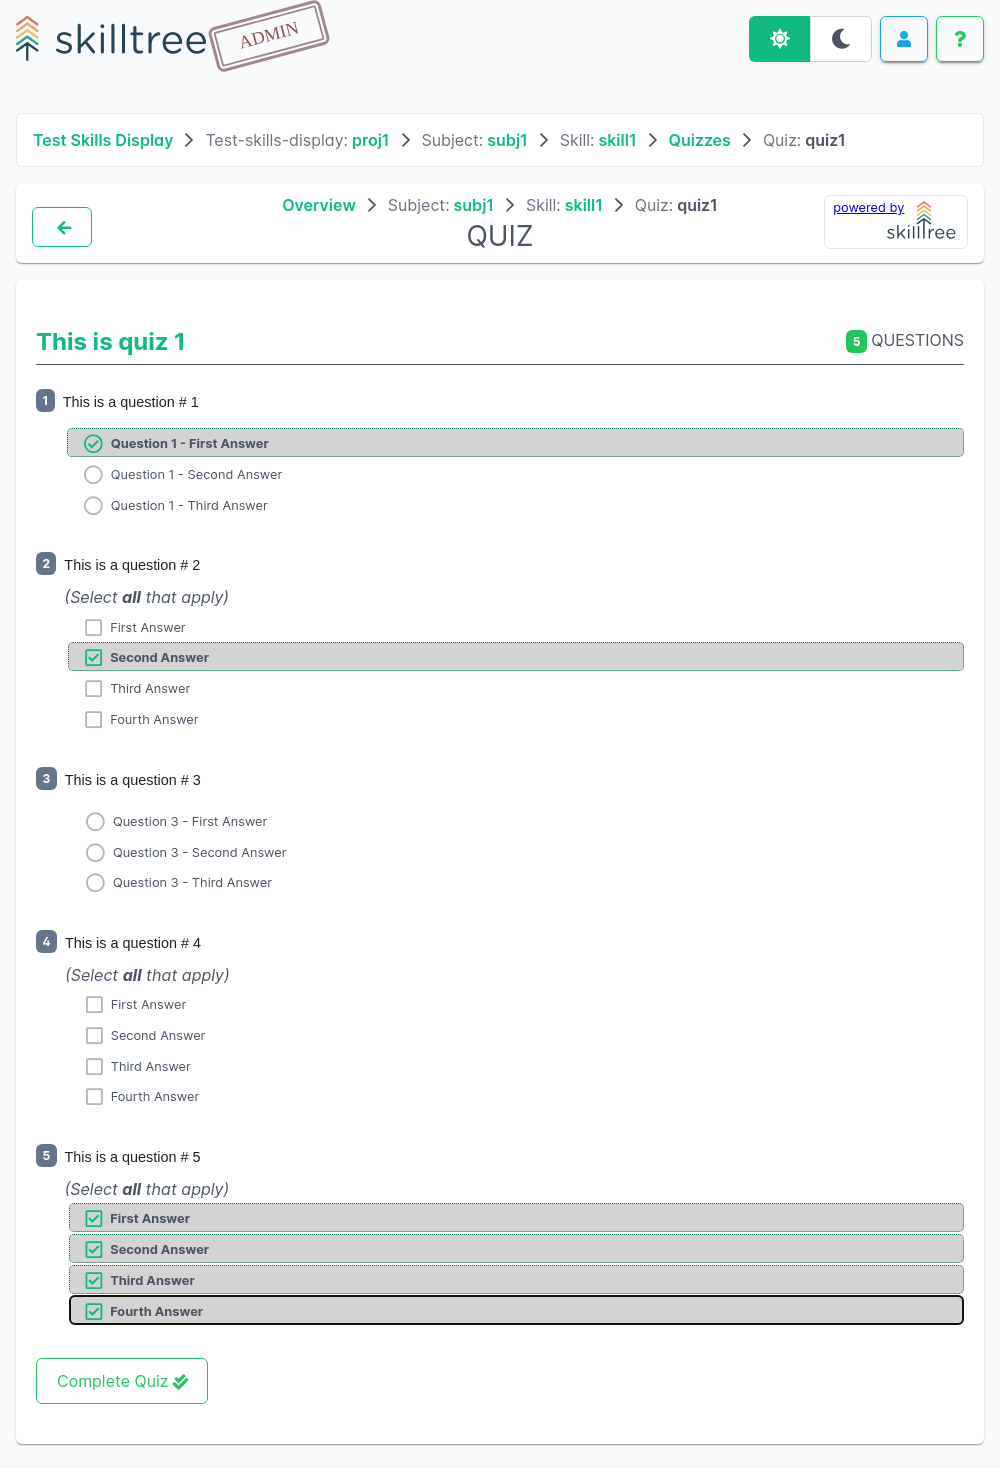 skilltree ADMIN
?
Test Skills Display > Test-skills-display: proj1 > Subject: subj1 > Skill: skill1 > Quizzes > Quiz: quiz1
Overview > Subject: subj1 > Skill: skill1 > Quiz: quiz1
QUIZ
powered by
skilltree
This is quiz 1
5 QUESTIONS
1 This is a question # 1
Question 1 - First Answer
Question 1 - Second Answer
Question 1 - Third Answer
2 This is a question # 2
(Select all that apply)
First Answer
Second Answer
Third Answer
Fourth Answer
3 This is a question # 3
Question 3 - First Answer
Question 3 - Second Answer
Question 3 - Third Answer
4 This is a question # 4
(Select all that apply)
First Answer
Second Answer
Third Answer
Fourth Answer
5 This is a question # 5
(Select all that apply)
First Answer
Second Answer
Third Answer
Fourth Answer
Complete Quiz